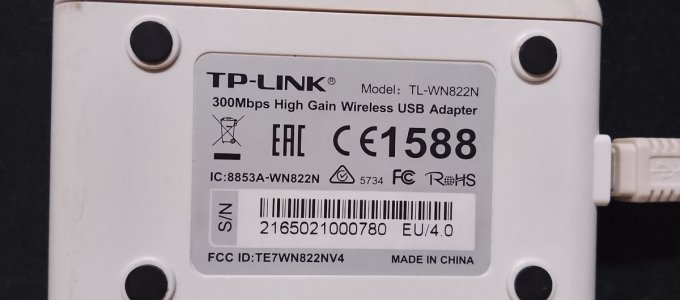 TP-LINK® Model: TL-WN822N
300Mbps High Gain Wireless USB Adapter
EAC CE1588
IC:8853A-WN822N 5734 FC RoHS
S/N
2165021000780 EU/4.0
FCC ID:TE7WN822NV4 MADE IN CHINA